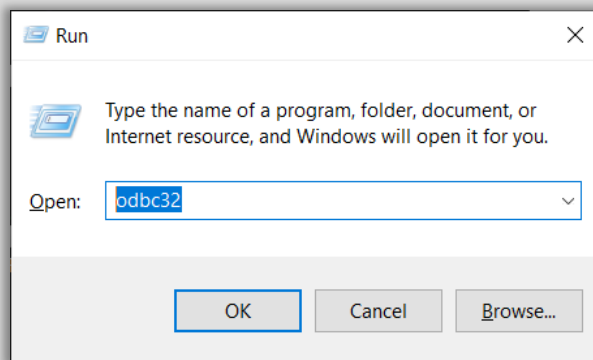 Run
Type the name of a program, folder, document, or
Internet resource, and Windows will open it for you.
Open: odbc32
OK Cancel Browse...